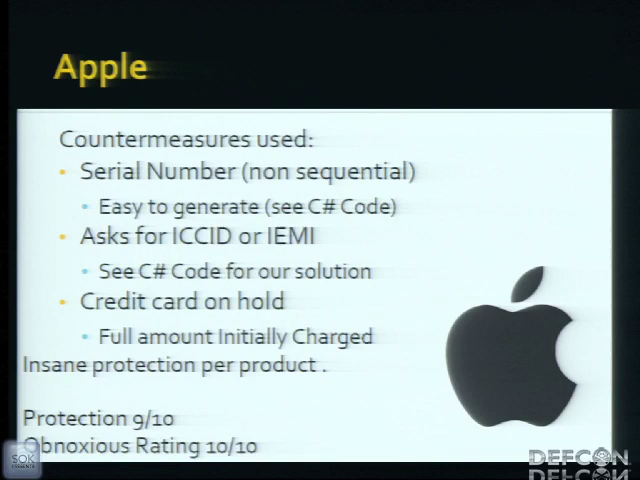 Apple
Countermeasures used:
Serial Number (non sequential)
Easy to generate (see C# Code)
Asks for ICCID or IEMI
See C# Code for our solution
Credit card on hold
Full amount Initially Charged
Insane protection per product .
Protection 9/10
Obnoxious Rating 10/10
SOK
DEFCON
DEFCON